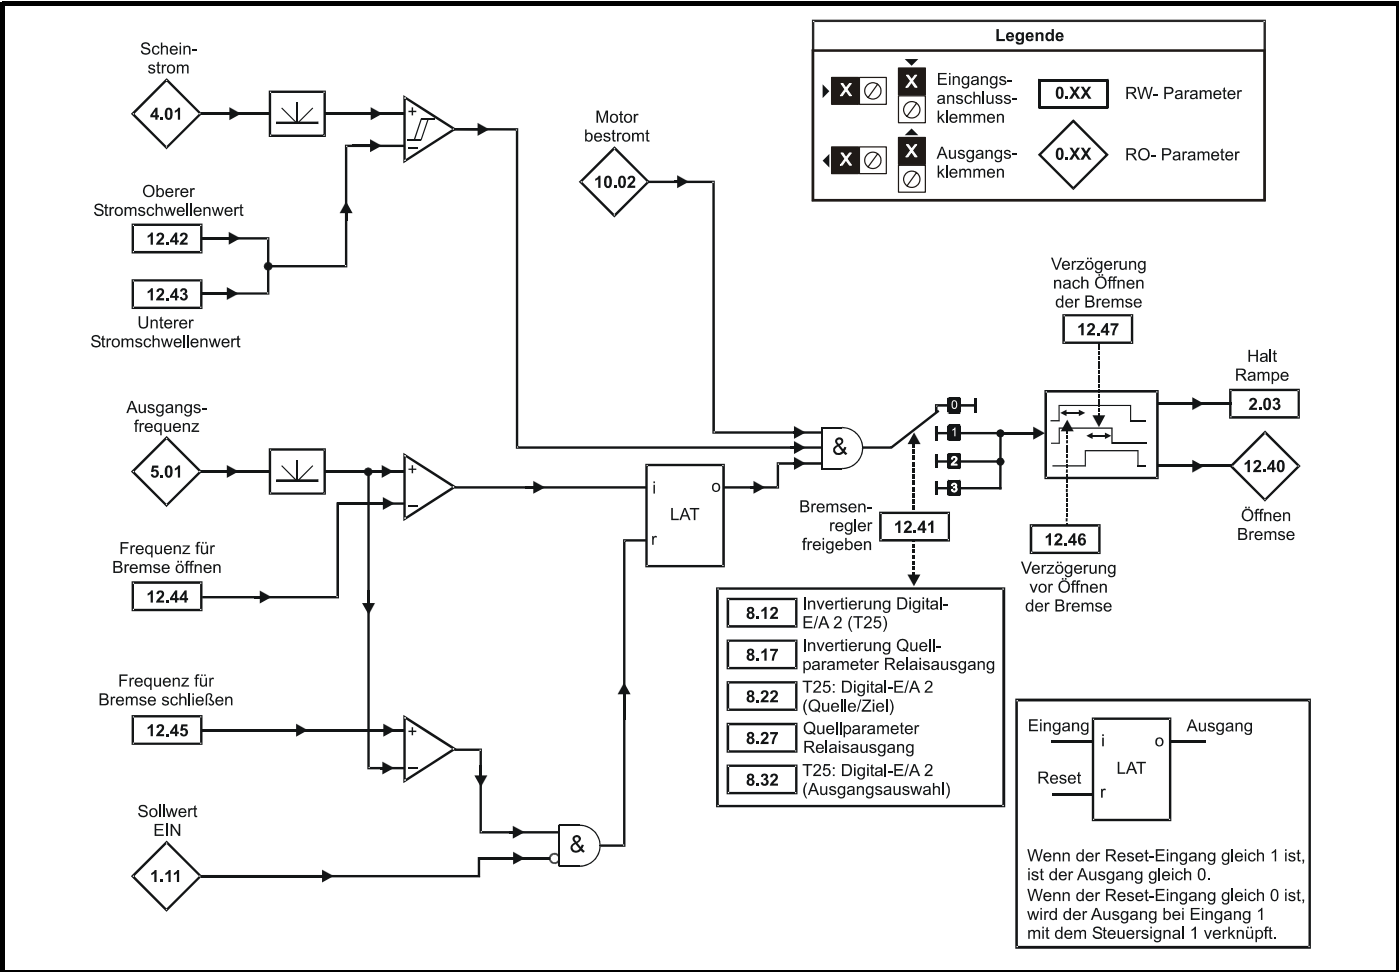 Schein-
strom
4.01
+
−
Oberer
Stromschwellenwert
12.42
12.43
Unterer
Stromschwellenwert
Motor
bestromt
10.02
Legende
X
X
Eingangs-
anschluss-
klemmen
0.XX
RW- Parameter
X
X
Ausgangs-
klemmen
0.XX
RO- Parameter
Ausgangs-
frequenz
5.01
+
−
Frequenz für
Bremse öffnen
12.44
Frequenz für
Bremse schließen
12.45
+
−
Sollwert
EIN
1.11
&
i
o
LAT
r
&
0
1
2
3
Bremsen-
regler
freigeben
12.41
8.12
Invertierung Digital-
E/A 2 (T25)
8.17
Invertierung Quell-
parameter Relaisausgang
8.22
T25: Digital-E/A 2
(Quelle/Ziel)
8.27
Quellparameter
Relaisausgang
8.32
T25: Digital-E/A 2
(Ausgangsauswahl)
Verzögerung
nach Öffnen
der Bremse
12.47
12.46
Verzögerung
vor Öffnen
der Bremse
Halt
Rampe
2.03
12.40
Öffnen
Bremse
Eingang
Ausgang
i
o
LAT
Reset
r
Wenn der Reset-Eingang gleich 1 ist,
ist der Ausgang gleich 0.
Wenn der Reset-Eingang gleich 0 ist,
wird der Ausgang bei Eingang 1
mit dem Steuersignal 1 verknüpft.